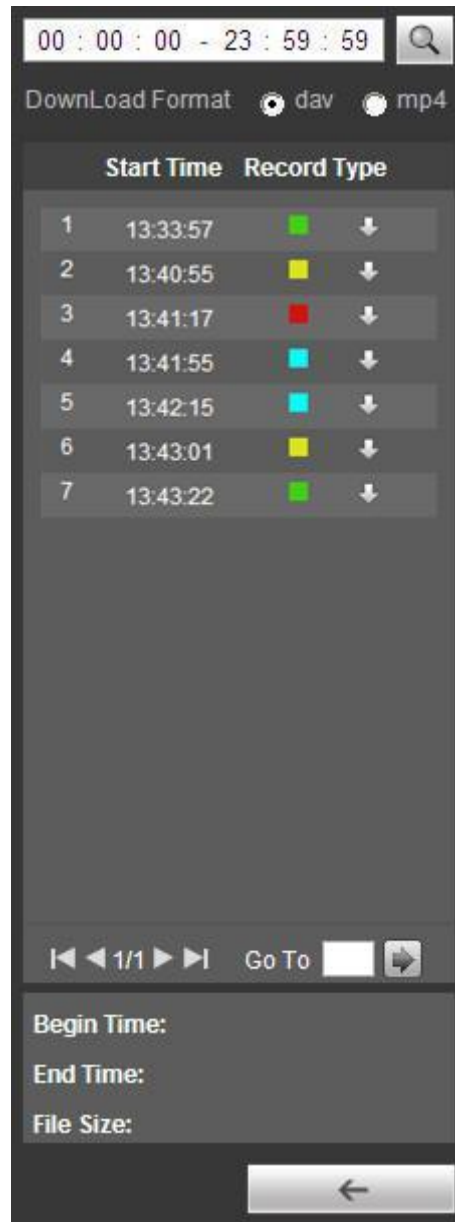 00 : 00 : 00 - 23 : 59 : 59
DownLoad Format dav mp4
Start Time Record Type
1 13:33:57
2 13:40:55
3 13:41:17
4 13:41:55
5 13:42:15
6 13:43:01
7 13:43:22
1/1 Go To
Begin Time:
End Time:
File Size: